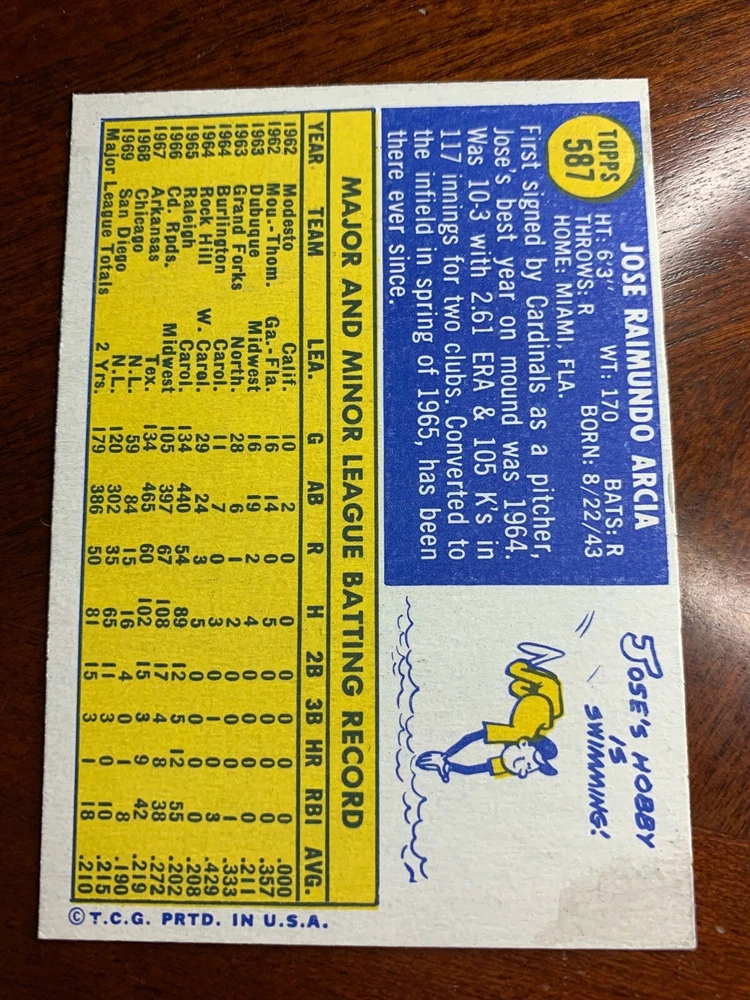 TOPPS
587
JOSE RAIMUNDO ARCIA
HT: 6'3" WT: 170 BATS: R
THROWS: R BORN: 8/22/43
HOME: MIAMI, FLA.
First signed by Cardinals as a pitcher,
Jose's best year on mound was 1964.
Was 10-3 with 2.61 ERA & 105 K's in
117 innings for two clubs. Converted to
the infield in spring of 1965, has been
there ever since.
JOSE'S HOBBY
IS
SWIMMING!
MAJOR AND MINOR LEAGUE BATTING RECORD
YEAR TEAM LEA. G AB R H 2B 3B HR RBI AVG.
1962 Modesto Calif. 10 2 0 0 0 0 0 0 .000
1962 Mou.-Thom. Ga.-Fla. 16 14 0 5 0 0 0 0 .357
1963 Dubuque Midwest 16 19 2 4 0 0 0 0 .211
1963 Grand Forks North. 28 6 1 2 0 0 0 1 .333
1964 Burlington Carol. 11 7 0 3 0 1 0 3 .429
1964 Rock Hill W. Carol. 29 24 3 5 0 0 0 0 .208
1965 Raleigh Carol. 134 440 54 89 12 5 12 55 .202
1966 Cd. Rpds. Midwest 105 397 67 108 17 4 8 38 .272
1967 Arkansas Tex. 134 465 60 102 15 3 9 42 .219
1968 Chicago N.L. 59 84 15 16 4 0 1 8 .190
1969 San Diego N.L. 120 302 35 65 11 3 0 10 .215
Major League Totals 2 Yrs. 179 386 50 81 15 3 1 18 .210
© T.C.G. PRTD. IN U.S.A.